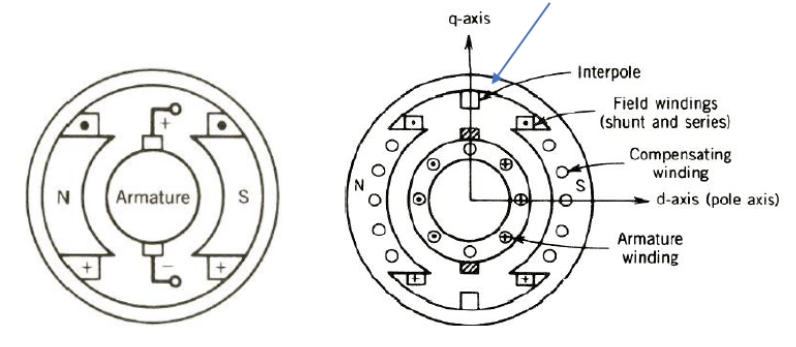 +
N
Armature
S
+
−
+
q-axis
Interpole
Field windings
(shunt and series)
Compensating
winding
N
S
d-axis (pole axis)
Armature
winding
+
+